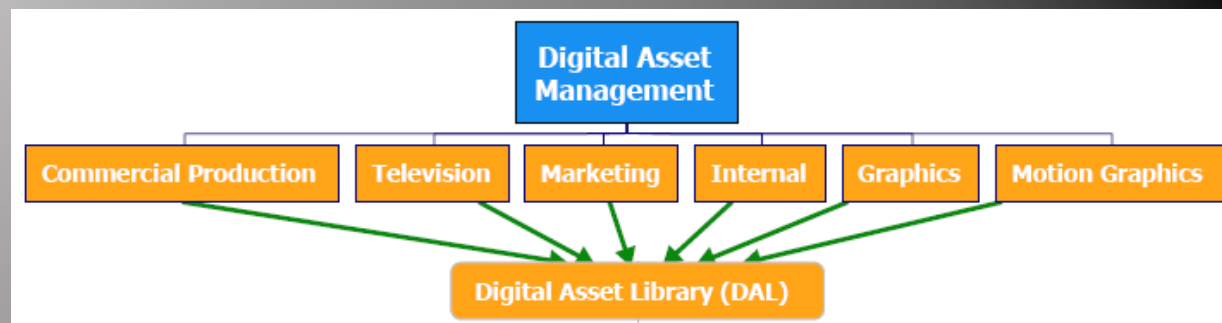 Digital Asset
Management
Commercial Production
Television
Marketing
Internal
Graphics
Motion Graphics
Digital Asset Library (DAL)